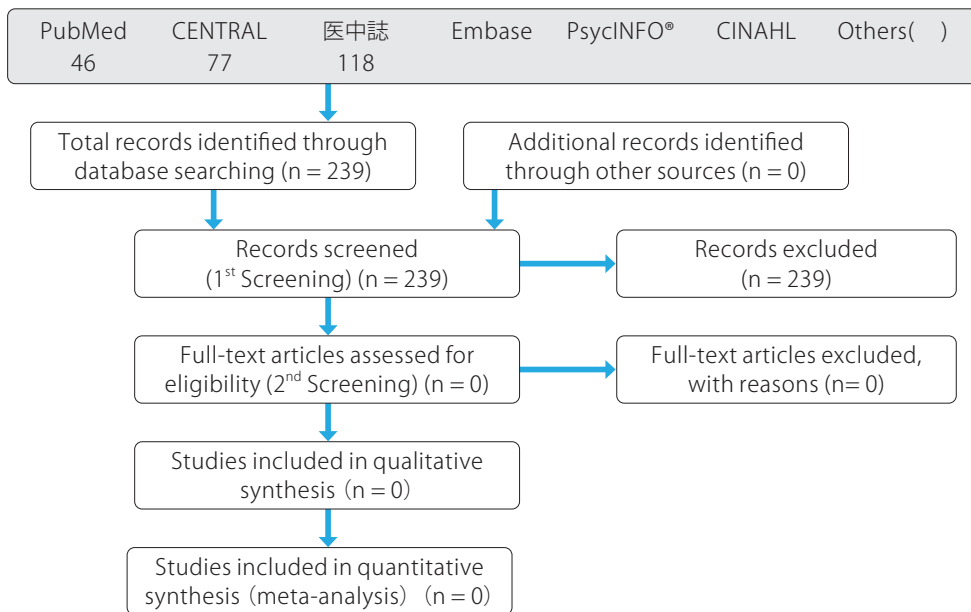 PubMed CENTRAL 医中誌 Embase PsycINFO® CINAHL Others( )
46 77 118
Total records identified through
database searching (n = 239)
Additional records identified
through other sources (n = 0)
Records screened
(1st Screening) (n = 239)
Records excluded
(n = 239)
Full-text articles assessed for
eligibility (2nd Screening) (n = 0)
Full-text articles excluded,
with reasons (n= 0)
Studies included in qualitative
synthesis（n = 0）
Studies included in quantitative
synthesis (meta-analysis)（n = 0）